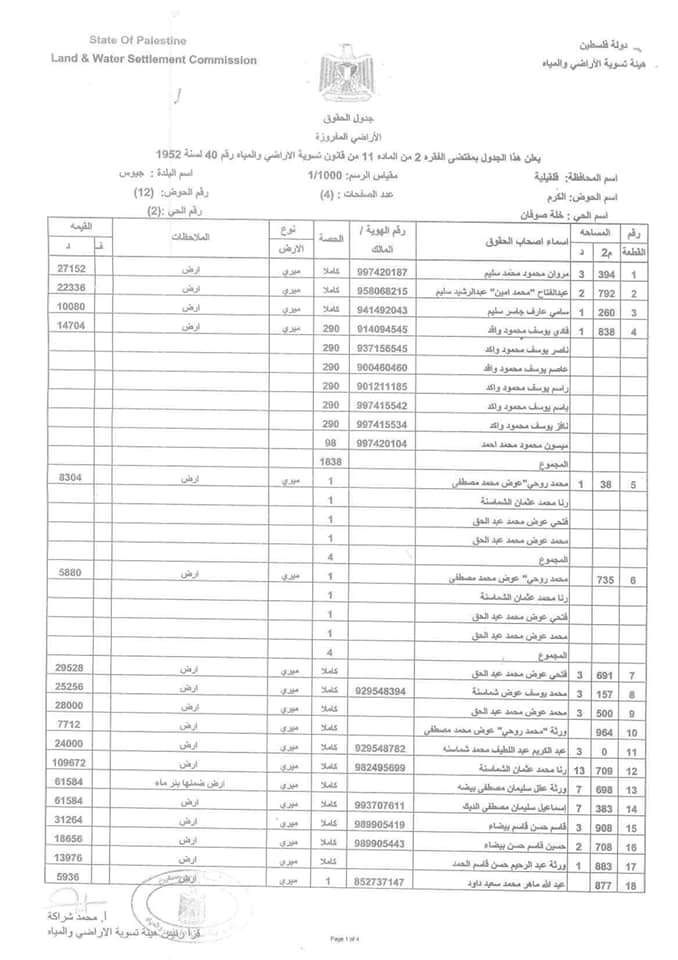 State Of Palestine
Land & Water Settlement Commission
دولة فلسطين
هيئة تسوية الأراضي والمياه
جدول الحقوق
الأراضي المفروزة
يعلن هذا الجدول بمقتضى الفقره 2 من الماده 11 من قانون تسوية الاراضي والمياه رقم 40 لسنة 1952
اسم المحافظة: قلقيلية مقياس الرسم: 1/1000 اسم البلدة : جيوس
اسم الحوض: الكرم عدد الصفحات: (4) رقم الحوض: (12)
اسم الحي : خلة صوفان رقم الحي: (2)
رقم القطعة المساحه م2 د اسماء اصحاب الحقوق رقم الهوية / المالك الحصة نوع الارض الملاحظات القيمه ف د
1 394 3 مروان محمود محمد سليم 997420187 كاملا ميري ارض 27152
2 792 2 عبدالفتاح "محمد امين" عبدالرشيد سليم 958068215 كاملا ميري ارض 22336
3 260 1 سامي عارف جاسر سليم 941492043 كاملا ميري ارض 10080
4 838 1 فادي يوسف محمود واقد 914094545 290 ميري ارض 14704
ناصر يوسف محمود واكد 937156545 290
عاصم يوسف محمود واقد 900460460 290
راسم يوسف محمود واكد 901211185 290
باسم يوسف محمود واكد 997415542 290
نافز يوسف محمود واكد 997415534 290
ميسون محمود محمد احمد 997420104 98
المجموع 1838
5 38 1 محمد روحي"عوض محمد مصطفى 1 ميري ارض 8304
رنا محمد عثمان الشماسنة 1
فتحي عوض محمد عبد الحق 1
محمد عوض محمد عبد الحق 1
المجموع 4
6 735 محمد روحي" عوض محمد مصطفى 1 ميري ارض 5880
رنا محمد عثمان الشماسنة 1
فتحي عوض محمد عبد الحق 1
محمد عوض محمد عبد الحق 1
المجموع 4
7 691 3 فتحي عوض محمد عبد الحق كاملا ميري ارض 29528
8 157 3 محمد يوسف عوض شماسنة 929548394 كاملا ميري ارض 25256
9 500 3 محمد عوض محمد عبد الحق كاملا ميري ارض 28000
10 964 ورثة "محمد روحي" عوض محمد مصطفى كاملا ميري ارض 7712
11 0 3 عبد الكريم عبد اللطيف محمد شماسنه 929548782 كاملا ميري ارض 24000
12 709 13 رنا محمد عثمان الشماسنة 982495699 كاملا ميري ارض 109672
13 698 7 ورثة عقل سليمان مصطفى بيضه كاملا ميري ارض ضمنها بئر ماه 61584
14 383 7 إسماعيل سليمان مصطفى الديك 993707611 كاملا ميري ارض 61584
15 908 3 قاسم حسن قاسم بيضاء 989905419 كاملا ميري ارض 31264
16 708 2 حسين قاسم حسن بيضاء 989905443 كاملا ميري ارض 18656
17 883 1 ورثة عبد الرحيم حسن قاسم الحمد كاملا ميري ارض 13976
18 877 عبد الله ماهر محمد سعيد داود 852737147 1 ميري ارض 5936
أ. محمد شراكة
هيئة تسوية الاراضي والمياه
Page 1 of 4